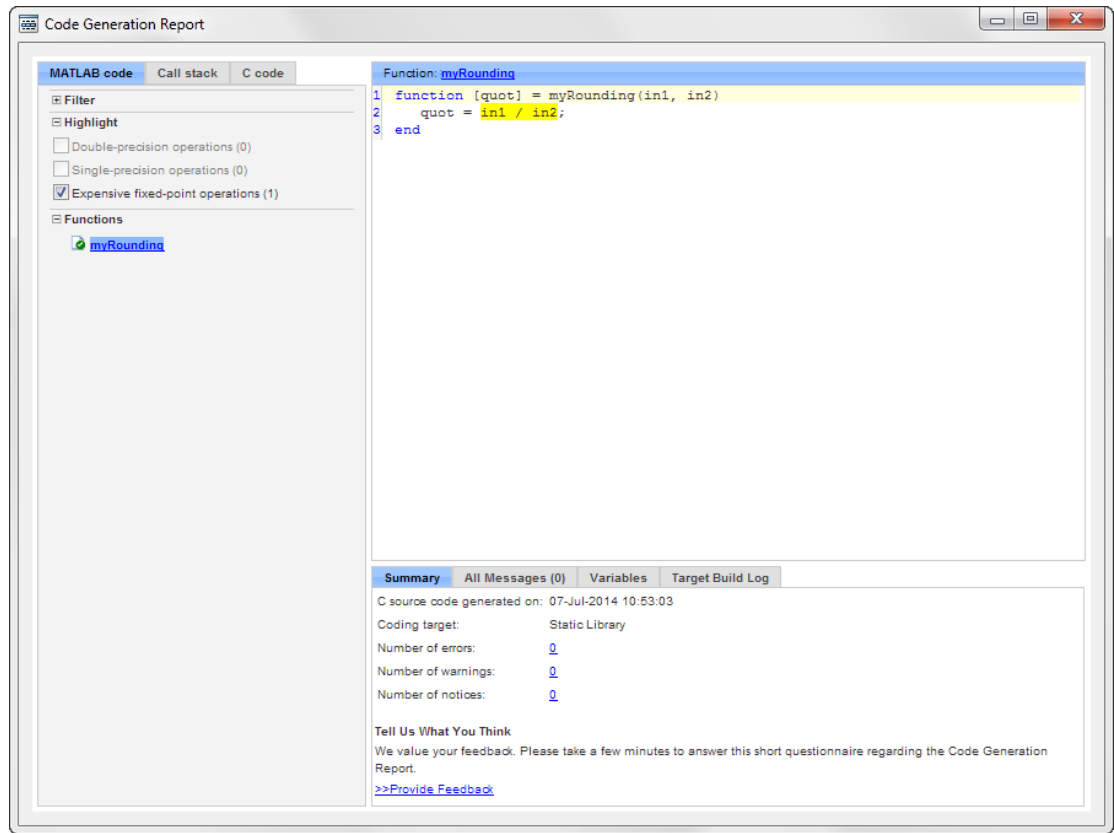 Code Generation Report
MATLAB code Call stack C code
Filter
Highlight
Double-precision operations (0)
Single-precision operations (0)
Expensive fixed-point operations (1)
Functions
myRounding
Function: myRounding
1 function [quot] = myRounding(in1, in2)
2 quot = in1 / in2;
3 end
Summary All Messages (0) Variables Target Build Log
C source code generated on: 07-Jul-2014 10:53:03
Coding target: Static Library
Number of errors: 0
Number of warnings: 0
Number of notices: 0
Tell Us What You Think
We value your feedback. Please take a few minutes to answer this short questionnaire regarding the Code Generation
Report.
>>Provide Feedback